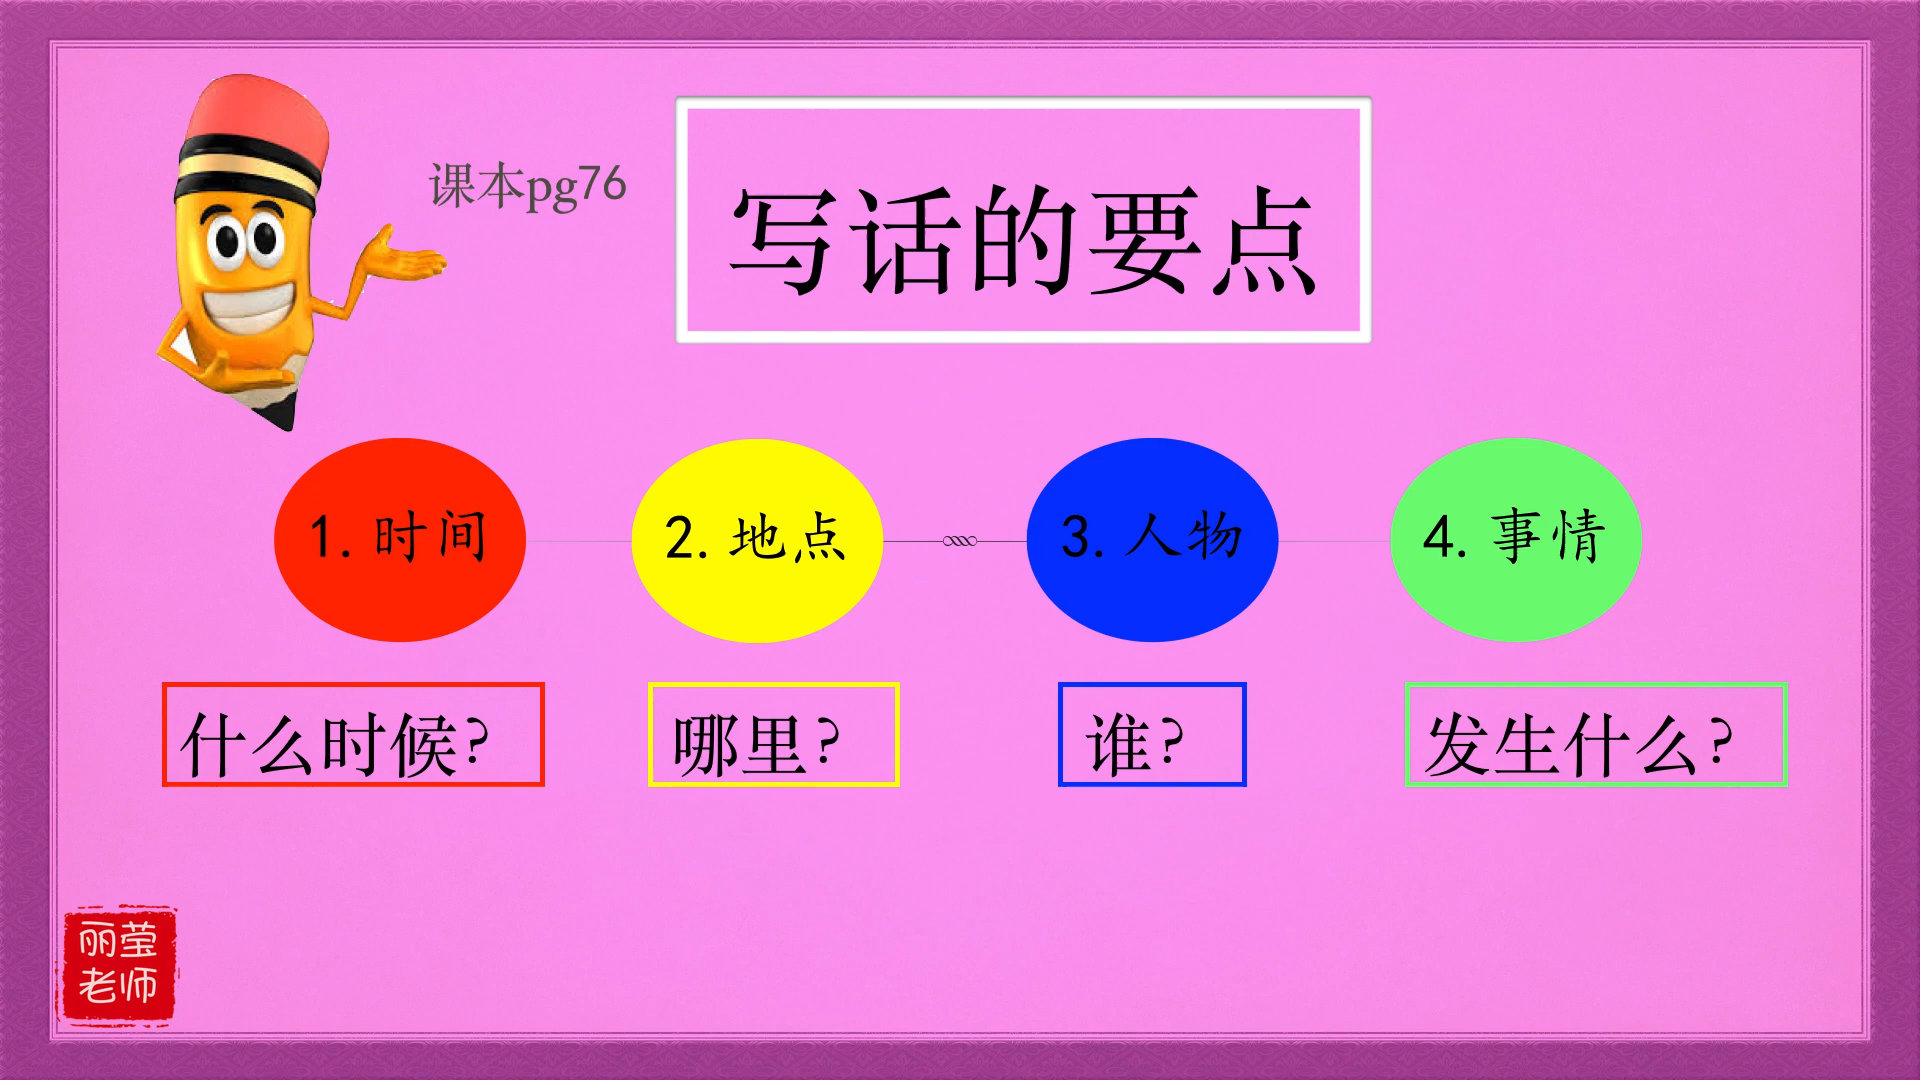 课本pg76
写话的要点
1.时间
2.地点
3.人物
4.事情
什么时候?
哪里?
谁?
发生什么?
丽莹
老师